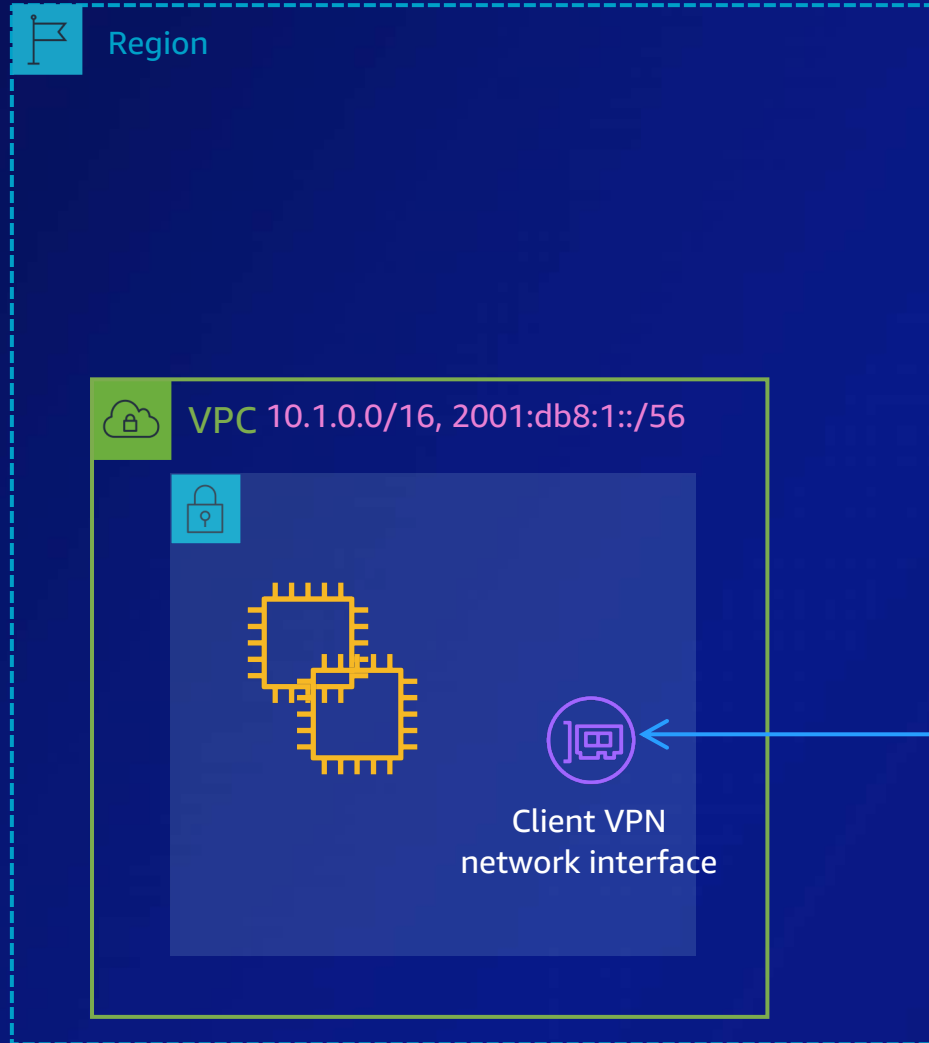 Region
VPC 10.1.0.0/16, 2001:db8:1::/56
Client VPN
network interface